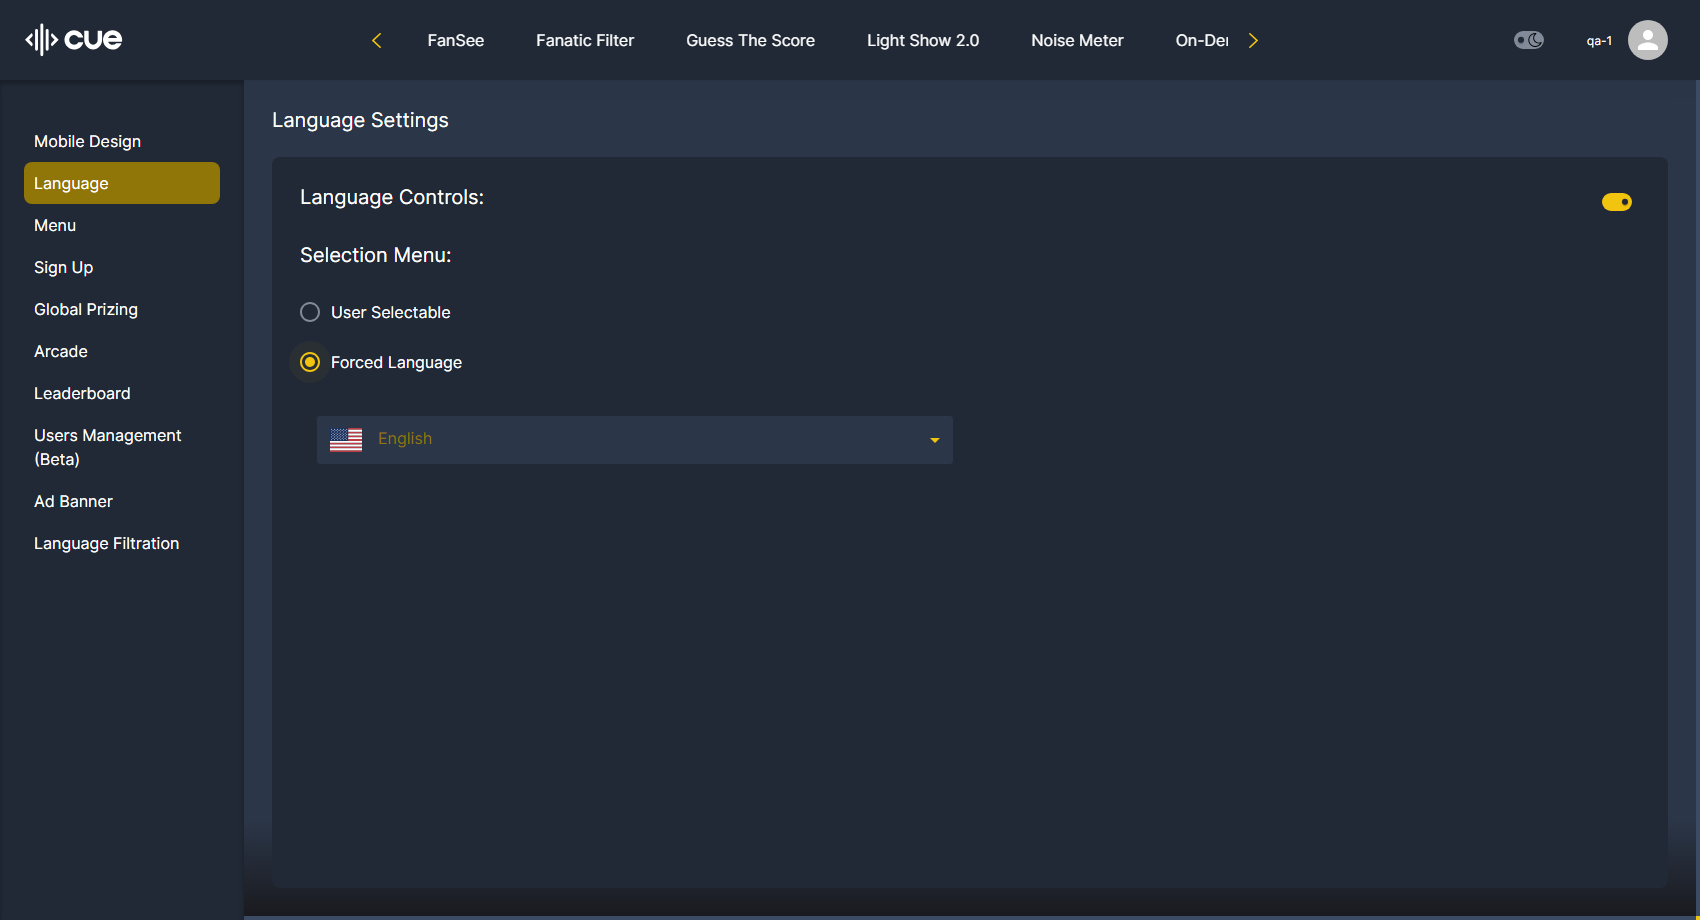 cue
FanSee
Fanatic Filter
Guess The Score
Light Show 2.0
Noise Meter
On-De
qa-1
Mobile Design
Language
Menu
Sign Up
Global Prizing
Arcade
Leaderboard
Users Management
(Beta)
Ad Banner
Language Filtration
Language Settings
Language Controls:
Selection Menu:
User Selectable
Forced Language
English